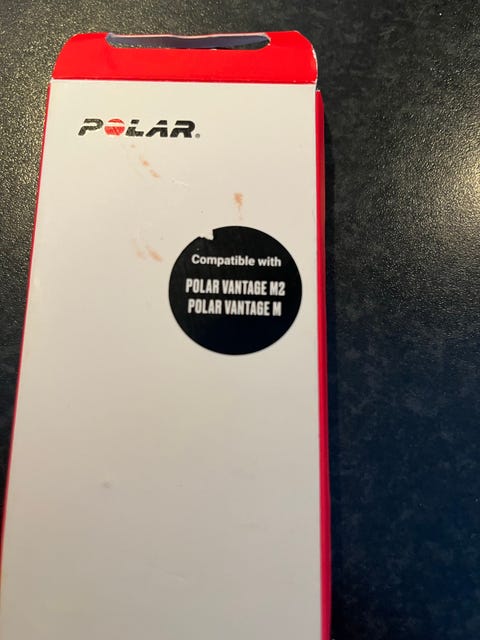 POLAR®
Compatible with
POLAR VANTAGE M2
POLAR VANTAGE M